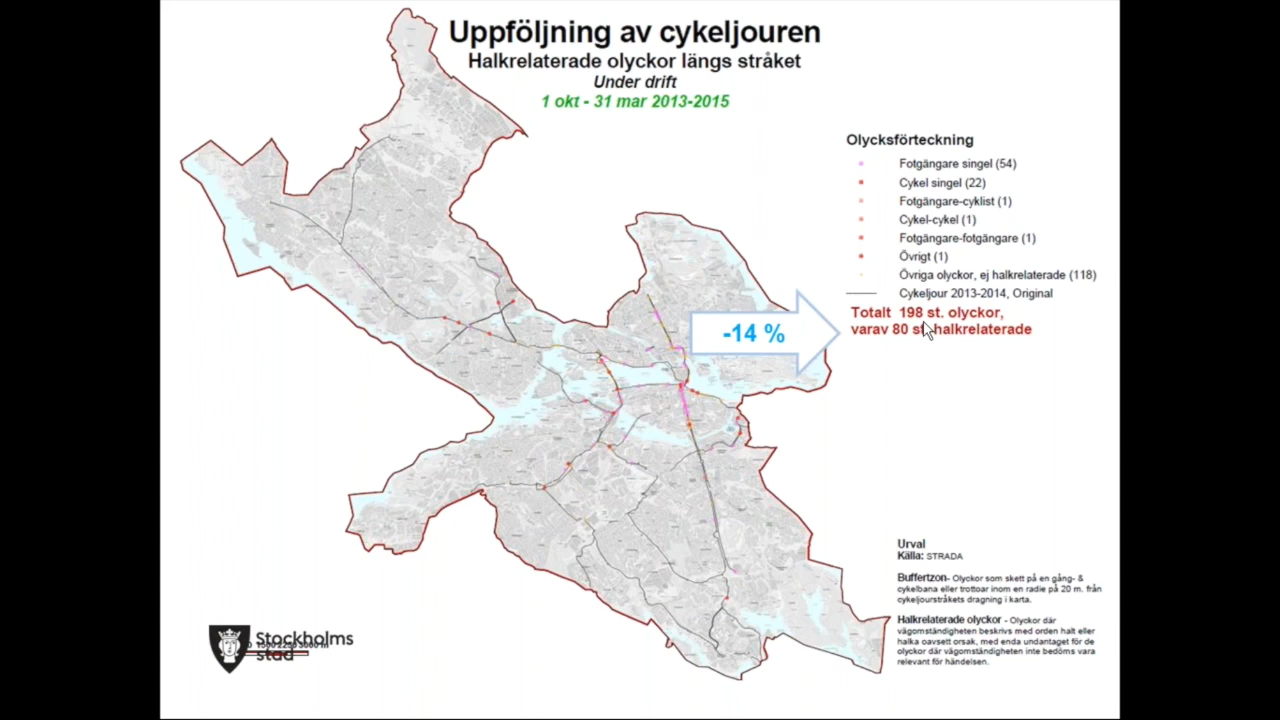 Uppföljning av cykeljouren
Halkrelaterade olyckor längs stråket
Under drift
1 okt - 31 mar 2013-2015
Olycksförteckning
Fotgängare singel (54)
Cykel singel (22)
Fotgängare-cyklist (1)
Cykel-cykel (1)
Fotgängare-fotgängare (1)
Övrigt (1)
Övriga olyckor, ej halkrelaterade (118)
Cykeljour 2013-2014, Original
Totalt 198 st. olyckor,
varav 80 st. halkrelaterade
-14 %
Urval
Källa: STRADA
Buffertzon- Olyckor som skett på en gång- &
cykelbana eller trottoar inom en radie på 20 m. från
cykeljourstråkets dragning i karta.
Halkrelaterade olyckor - Olyckor där
vägomständigheten beskrivs med orden halt eller
halka oavsett orsak, med enda undantaget för de
olyckor där vägomständigheten inte bedöms vara
relevant för händelsen.
Stockholms
stad